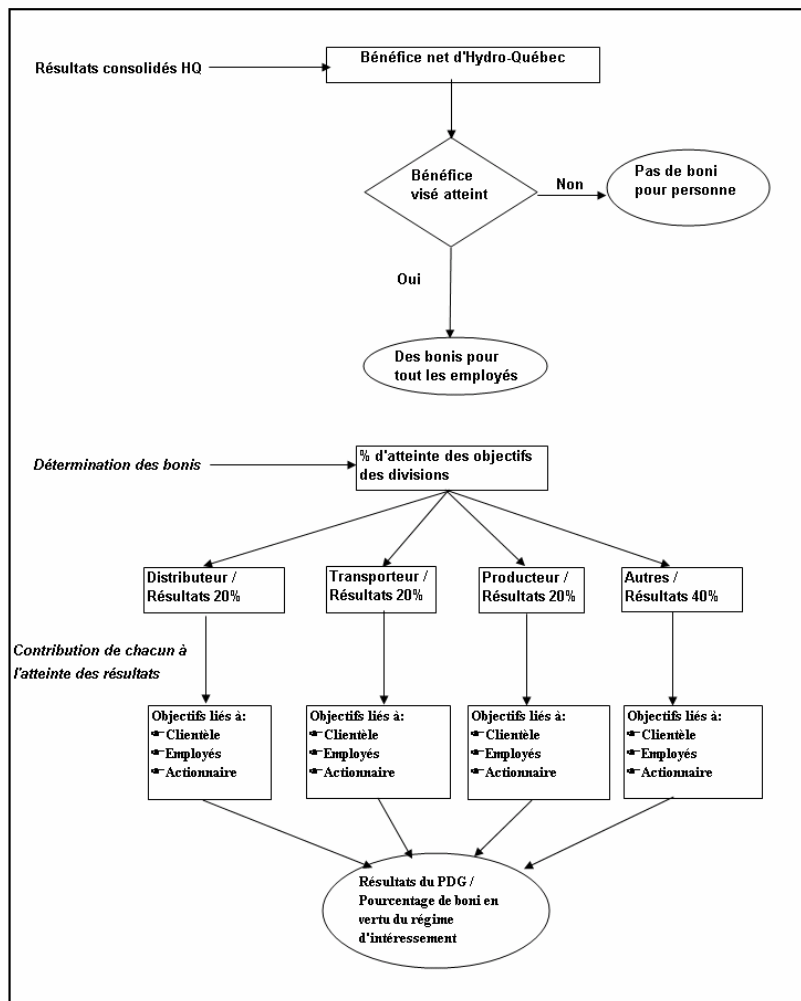 Résultats consolidés HQ
Bénéfice net d'Hydro-Québec
Bénéfice
visé atteint
Non
Pas de boni
pour personne
Oui
Des bonis pour
tout les employés
Détermination des bonis
% d'atteinte des objectifs
des divisions
Distributeur /
Résultats 20%
Transporteur /
Résultats 20%
Producteur /
Résultats 20%
Autres /
Résultats 40%
Contribution de chacun à
l'atteinte des résultats
Objectifs liés à:
Clientèle
Employés
Actionnaire
Objectifs liés à:
Clientèle
Employés
Actionnaire
Objectifs liés à:
Clientèle
Employés
Actionnaire
Objectifs liés à:
Clientèle
Employés
Actionnaire
Résultats du PDG /
Pourcentage de boni en
vertu du régime
d'intéressement